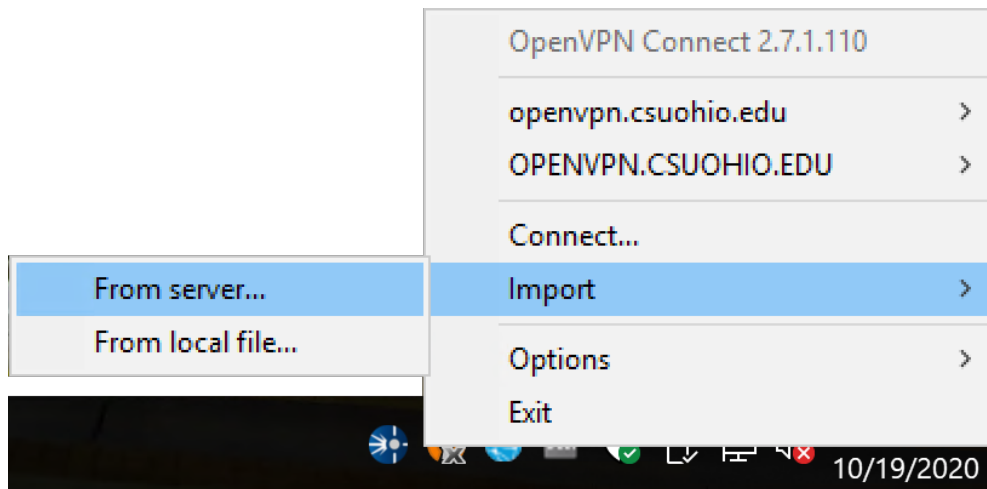 OpenVPN Connect 2.7.1.110
openvpn.csuohio.edu
OPENVPN.CSUOHIO.EDU
Connect...
Import
From server...
From local file...
Options
Exit
10/19/2020